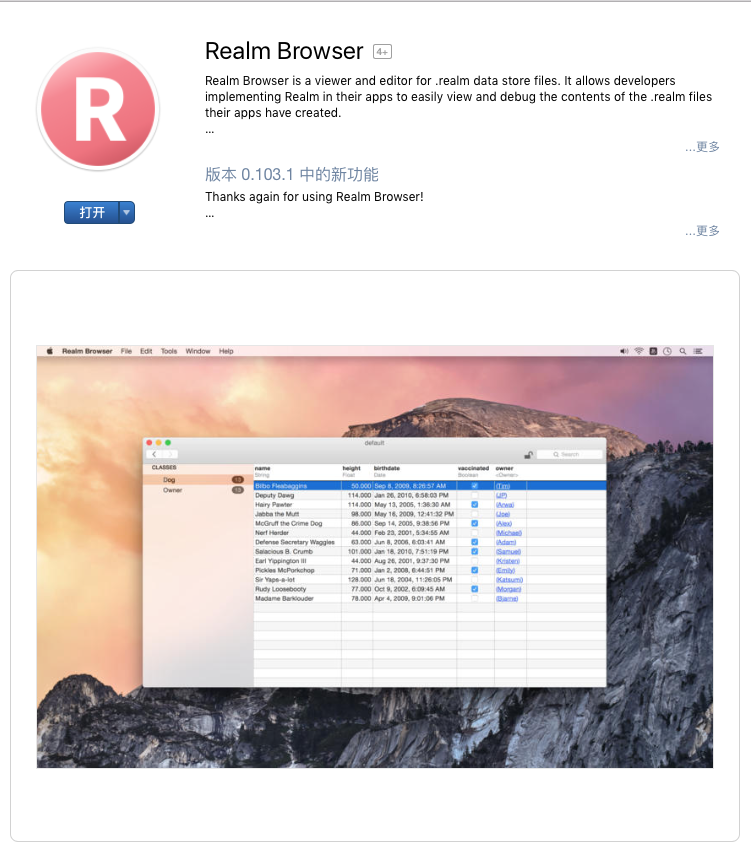 Realm Browser 4+
Realm Browser is a viewer and editor for .realm data store files. It allows developers
implementing Realm in their apps to easily view and debug the contents of the .realm files
their apps have created.
...
...更多
R
版本 0.103.1 中的新功能
Thanks again for using Realm Browser!
...
打开
...更多
Realm Browser File Edit Tools Window Help
default
Search
CLASSES
Dog
Owner
name height birthdate vaccinated owner
String Float Date Boolean <Owner>
Bilbo Fleabaggins 50.000 Sep 8, 2009, 8:26:57 AM (Tim)
Deputy Dawg 114.000 Jan 26, 2010, 6:58:03 PM (JP)
Hairy Pawter 114.000 May 13, 2005, 1:36:30 AM (Arwa)
Jabba the Mutt 98.000 May 16, 2009, 12:41:32 PM (Joe)
McGruff the Crime Dog 86.000 Sep 14, 2005, 9:38:56 PM (Alex)
Nerf Herder 44.000 Feb 23, 2001, 5:34:55 AM (Michael)
Defense Secretary Waggles 63.000 Jun 8, 2006, 6:03:41 AM (Adam)
Salacious B. Crumb 101.000 Jan 18, 2010, 7:51:19 PM (Samuel)
Earl Yippington III 44.000 Aug 26, 2001, 9:37:30 PM (Kristen)
Pickles McPorkchop 71.000 Jan 2, 2008, 6:44:51 PM (Emily)
Sir Yaps-a-lot 128.000 Jun 18, 2004, 11:26:05 PM (Katsumi)
Rudy Loosebooty 77.000 Oct 9, 2002, 6:09:45 AM (Morgan)
Madame Barklouder 78.000 Apr 4, 2009, 9:01:06 PM (Bjarne)